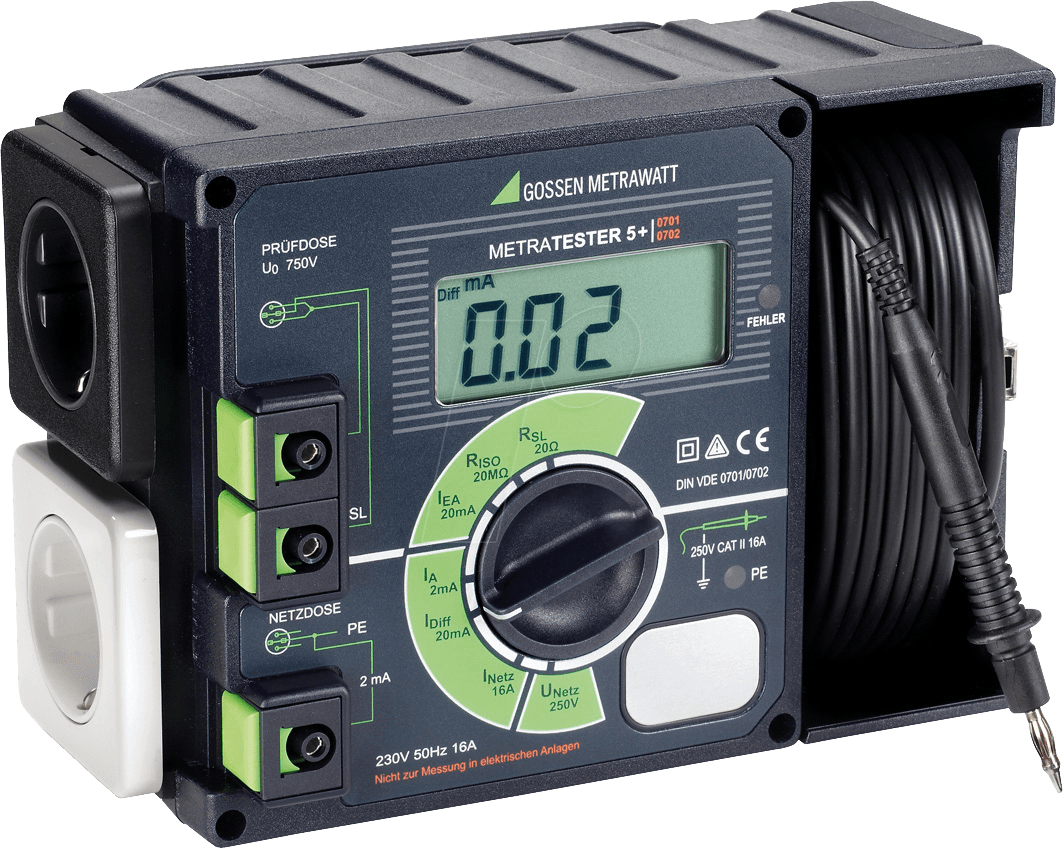 GOSSEN METRAWATT
METRATESTER 5+
0701
0702
PRÜFDOSE
U0 750V
Diff mA
0.02
FEHLER
RSL
20Ω
RISO
20MΩ
IEA
20mA
DIN VDE 0701/0702
CE
SL
250V CAT II 16A
PE
IA
2mA
IDiff
20mA
INetz
16A
UNetz
250V
NETZDOSE
PE
2 mA
230V 50Hz 16A
Nicht zur Messung in elektrischen Anlagen